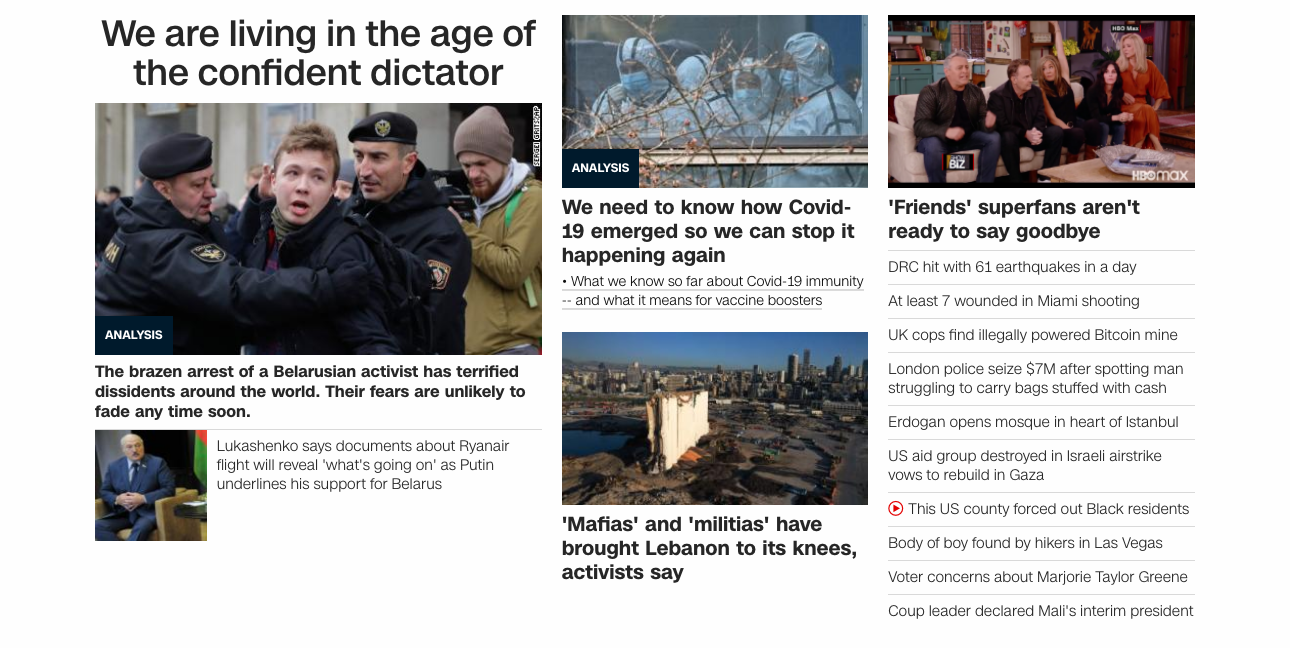 We are living in the age of
the confident dictator
SERGEI GRITS/AP
ANALYSIS
The brazen arrest of a Belarusian activist has terrified
dissidents around the world. Their fears are unlikely to
fade any time soon.
Lukashenko says documents about Ryanair
flight will reveal 'what's going on' as Putin
underlines his support for Belarus
ANALYSIS
We need to know how Covid-
19 emerged so we can stop it
happening again
• What we know so far about Covid-19 immunity
-- and what it means for vaccine boosters
'Mafias' and 'militias' have
brought Lebanon to its knees,
activists say
HBO Max
BIZ
HBOmax
'Friends' superfans aren't
ready to say goodbye
DRC hit with 61 earthquakes in a day
At least 7 wounded in Miami shooting
UK cops find illegally powered Bitcoin mine
London police seize $7M after spotting man
struggling to carry bags stuffed with cash
Erdogan opens mosque in heart of Istanbul
US aid group destroyed in Israeli airstrike
vows to rebuild in Gaza
This US county forced out Black residents
Body of boy found by hikers in Las Vegas
Voter concerns about Marjorie Taylor Greene
Coup leader declared Mali's interim president